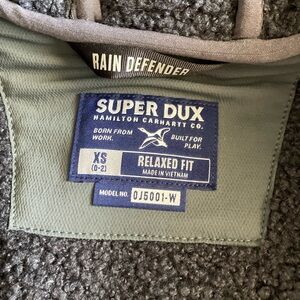 RAIN DEFENDER
SUPER DUX
HAMILTON CARHARTT CO.
BORN FROM WORK.
BUILT FOR PLAY.
XS
(0-2)
RELAXED FIT
MADE IN VIETNAM
MODEL NO. OJ5001-W